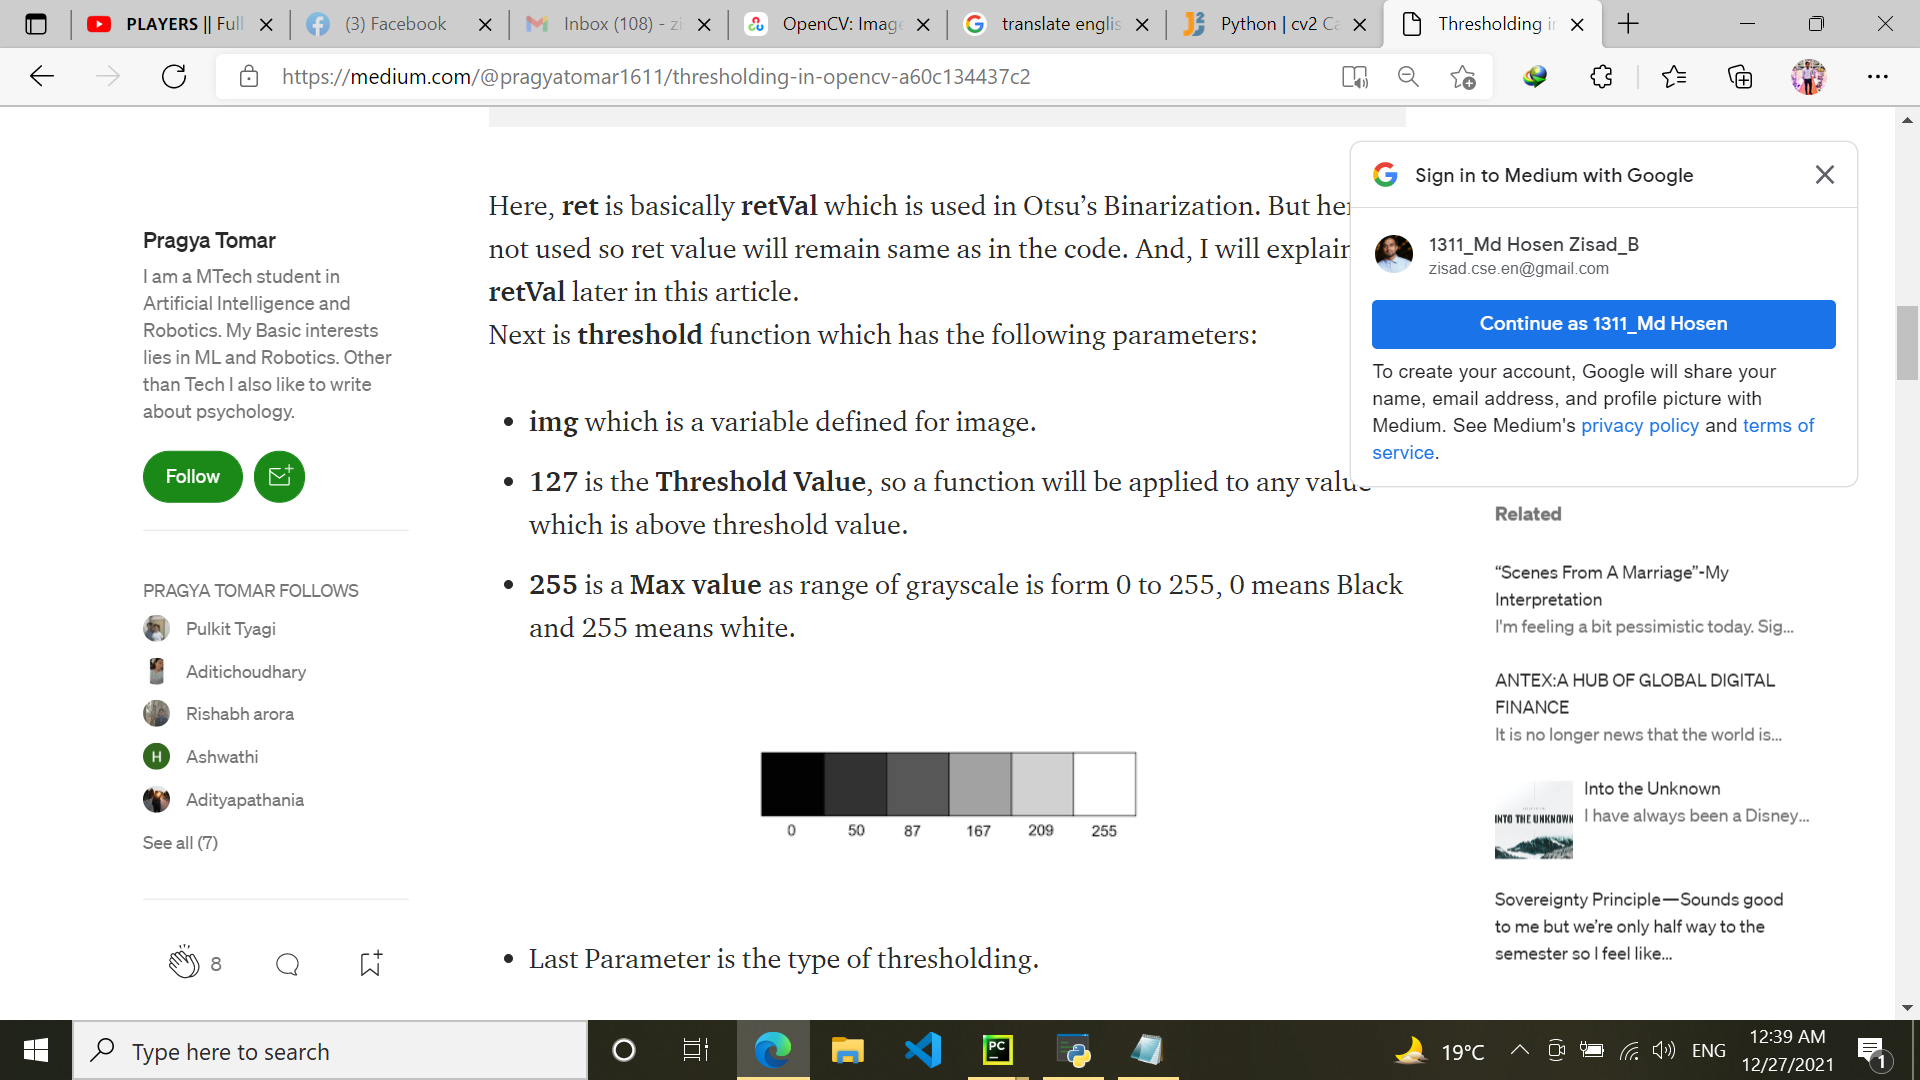 PLAYERS || Full
(3) Facebook
Inbox (108) - zi
OpenCV: Image
translate englis
Python | cv2 Ca
Thresholding in
https://medium.com/@pragyatomar1611/thresholding-in-opencv-a60c134437c2
Here, ret is basically retVal which is used in Otsu’s Binarization. But her
not used so ret value will remain same as in the code. And, I will explain
retVal later in this article.
Next is threshold function which has the following parameters:
• img which is a variable defined for image.
• 127 is the Threshold Value, so a function will be applied to any value
which is above threshold value.
• 255 is a Max value as range of grayscale is form 0 to 255, 0 means Black
and 255 means white.
0 50 87 167 209 255
• Last Parameter is the type of thresholding.
Pragya Tomar
I am a MTech student in
Artificial Intelligence and
Robotics. My Basic interests
lies in ML and Robotics. Other
than Tech I also like to write
about psychology.
Follow
PRAGYA TOMAR FOLLOWS
Pulkit Tyagi
Aditichoudhary
Rishabh arora
H
Ashwathi
Adityapathania
See all (7)
8
Sign in to Medium with Google
1311_Md Hosen Zisad_B
zisad.cse.en@gmail.com
Continue as 1311_Md Hosen
To create your account, Google will share your
name, email address, and profile picture with
Medium. See Medium's privacy policy and terms of
service.
Related
“Scenes From A Marriage”-My
Interpretation
I'm feeling a bit pessimistic today. Sig...
ANTEX:A HUB OF GLOBAL DIGITAL
FINANCE
It is no longer news that the world is...
INTO THE UNKNOWN
Into the Unknown
I have always been a Disney...
Sovereignty Principle — Sounds good
to me but we’re only half way to the
semester so I feel like...
Type here to search
PC
19°C
ENG
12:39 AM
12/27/2021
1